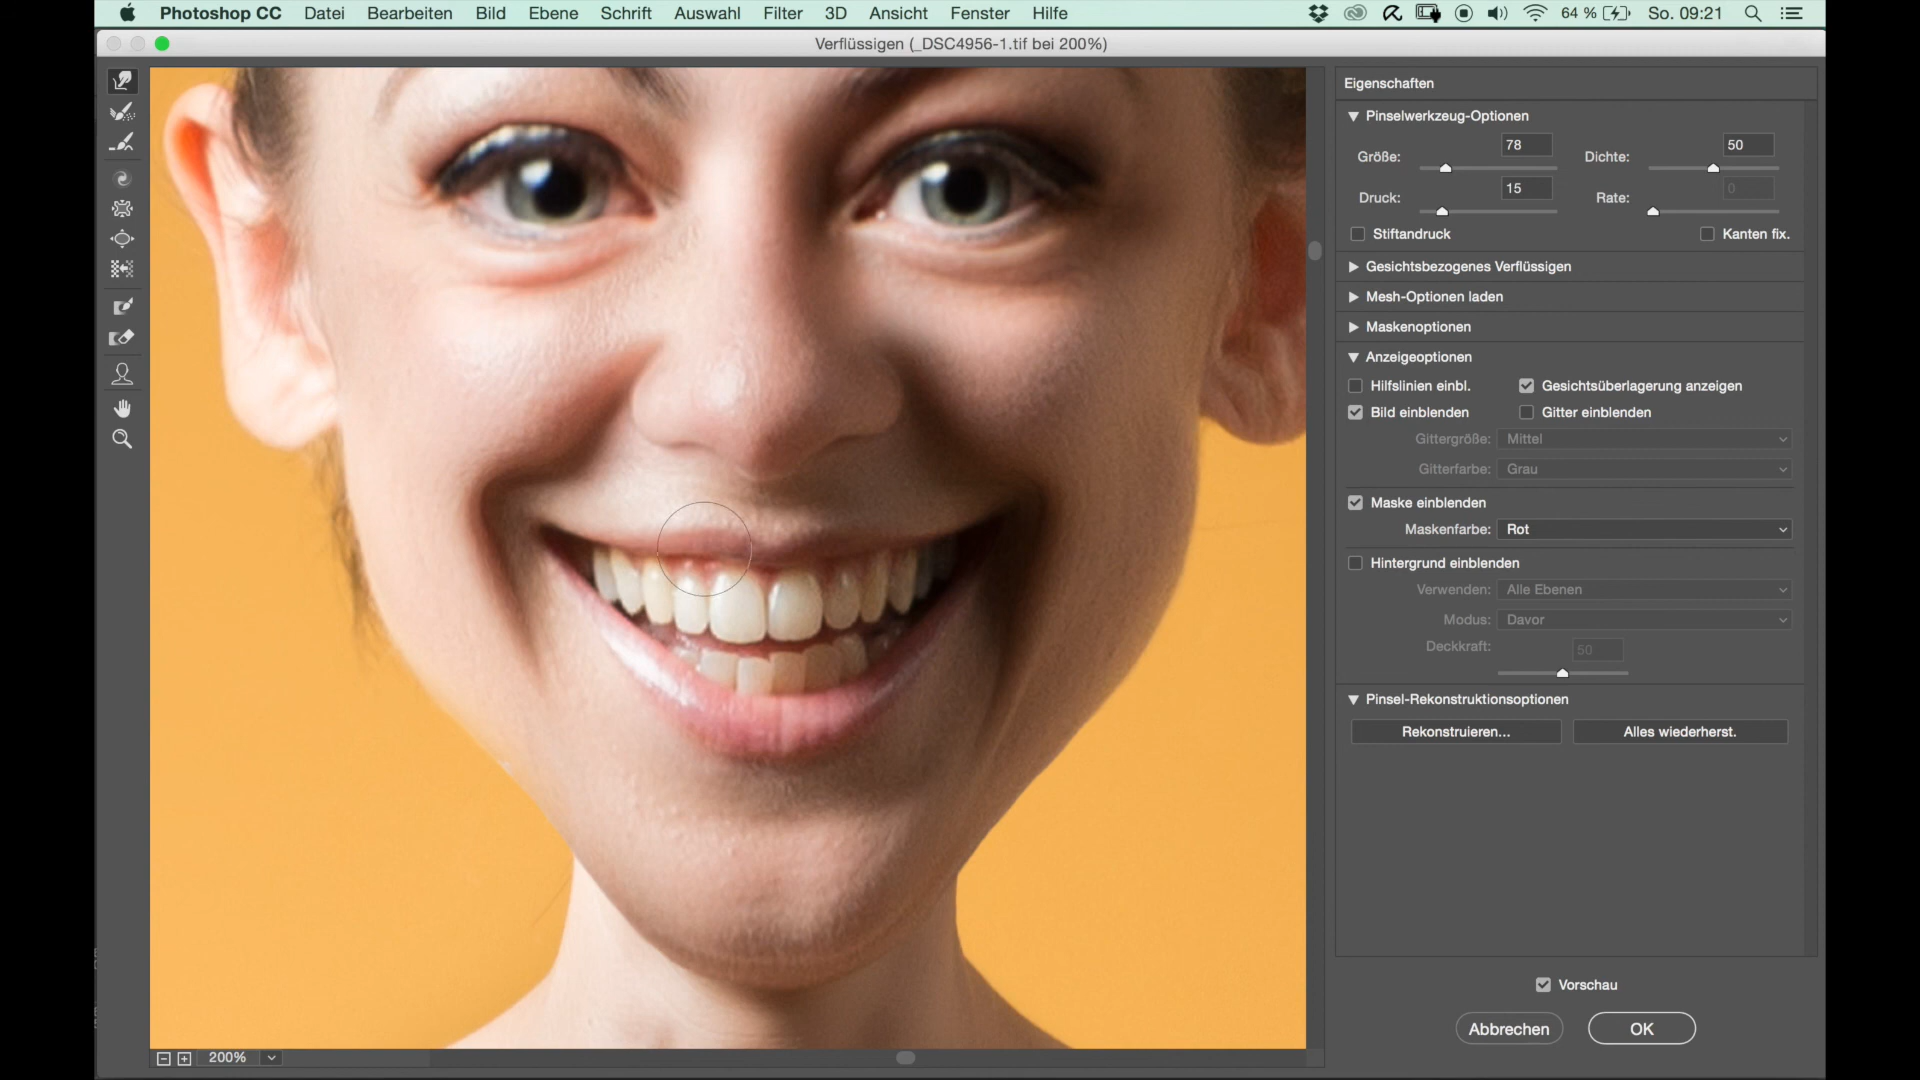 Photoshop CC Datei Bearbeiten Bild Ebene Schrift Auswahl Filter 3D Ansicht Fenster Hilfe 64 % So. 09:21
Verflüssigen (_DSC4956-1.tif bei 200%)
Eigenschaften
Pinselwerkzeug-Optionen
Größe: 78 Dichte: 50
Druck: 15 Rate: 0
Stiftandruck Kanten fix.
Gesichtsbezogenes Verflüssigen
Mesh-Optionen laden
Maskenoptionen
Anzeigeoptionen
Hilfslinien einbl. Gesichtsüberlagerung anzeigen
Bild einblenden Gitter einblenden
Gittergröße: Mittel
Gitterfarbe: Grau
Maske einblenden
Maskenfarbe: Rot
Hintergrund einblenden
Verwenden: Alle Ebenen
Modus: Davor
Deckkraft: 50
Pinsel-Rekonstruktionsoptionen
Rekonstruieren... Alles wiederherst.
Vorschau
Abbrechen OK
200%